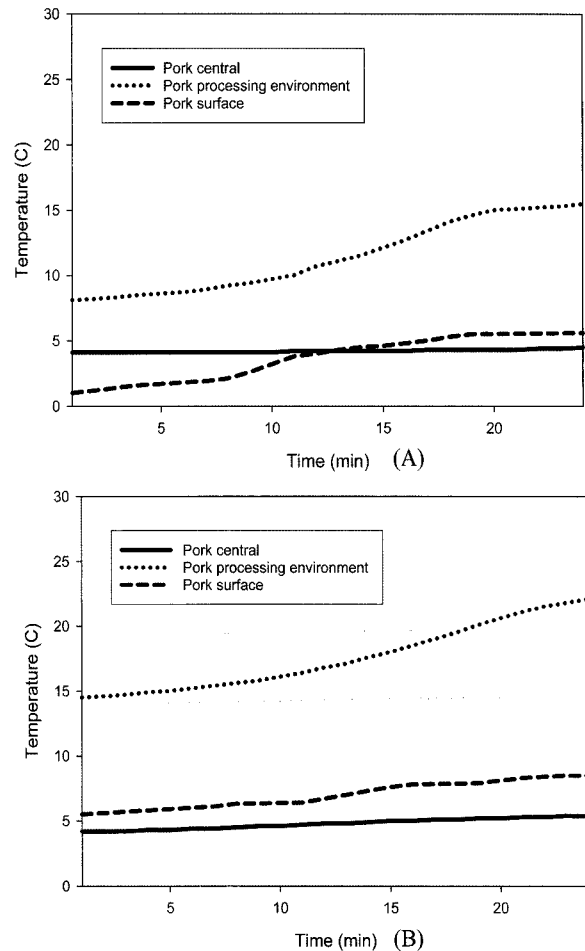 30
25
20
15
10
5
0
Temperature (C)
Pork central
Pork processing environment
Pork surface
5
10
15
20
Time (min) (A)
30
25
20
15
10
5
0
Temperature (C)
Pork central
Pork processing environment
Pork surface
5
10
15
20
Time (min) (B)